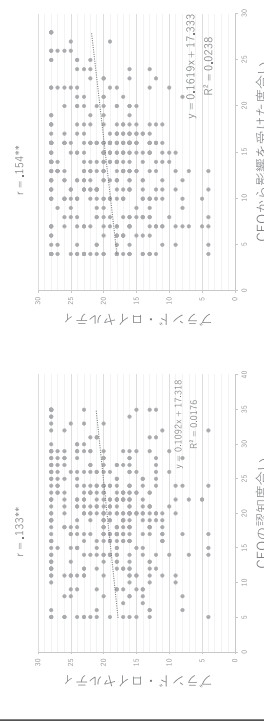 r = .133**
ブランド・ロイヤルティ
30
25
20
15
10
5
0
y = 0.1092x + 17.318
R² = 0.0176
0 5 10 15 20 25 30 35 40
CEOの認知度合い
r = .154**
ブランド・ロイヤルティ
30
25
20
15
10
5
0
y = 0.1619x + 17.333
R² = 0.0238
0 5 10 15 20 25 30
CEOから影響を受けた度合い